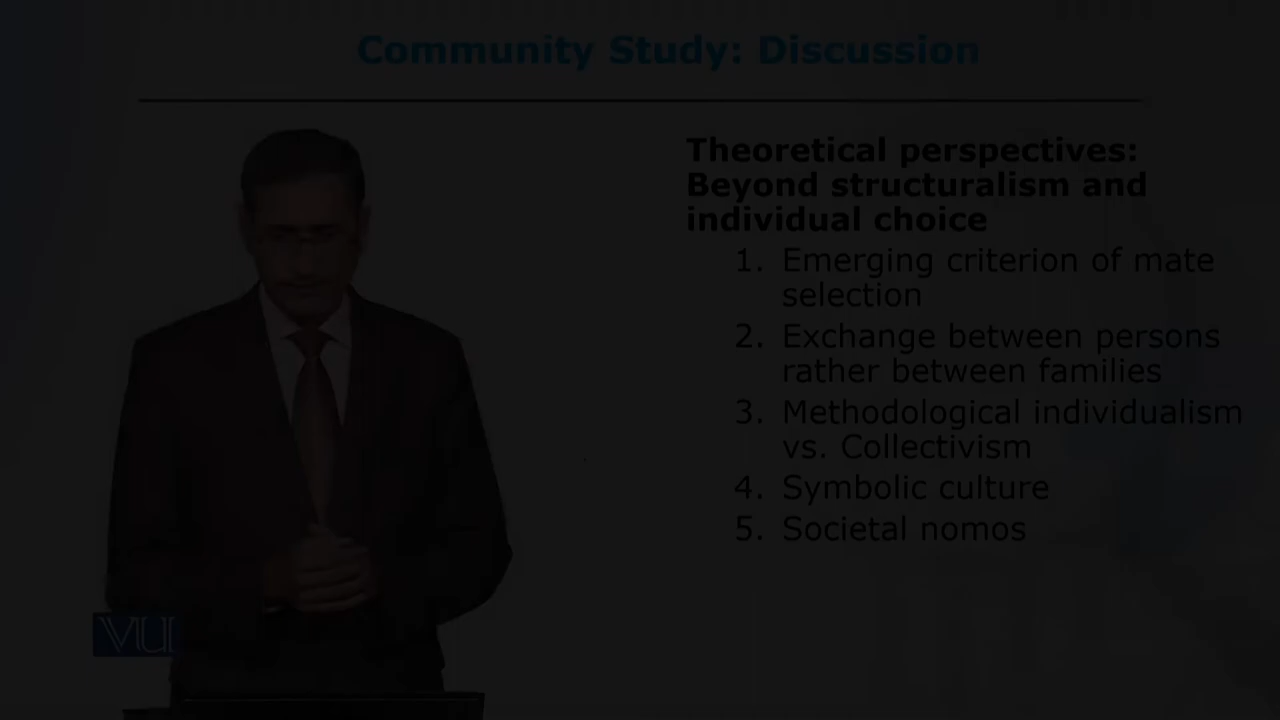 Community Study: Discussion
Theoretical perspectives:
Beyond structuralism and
individual choice
1. Emerging criterion of mate
selection
2. Exchange between persons
rather between families
3. Methodological individualism
vs. Collectivism
4. Symbolic culture
5. Societal nomos
VU